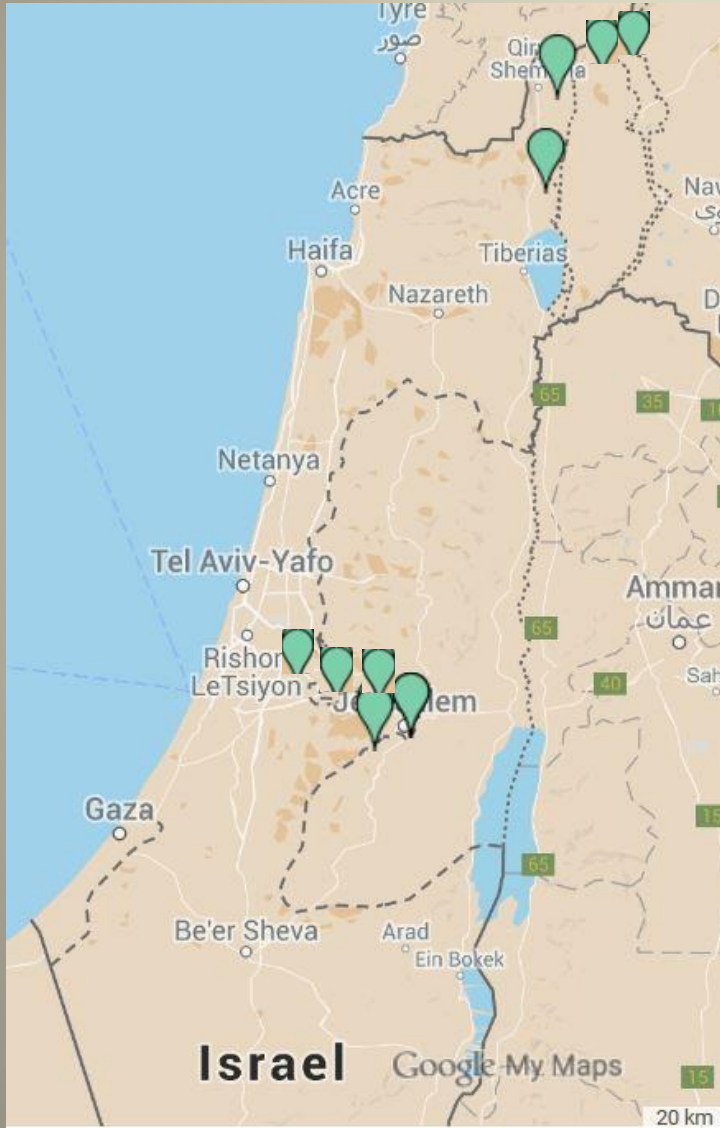 Tyre
صور
Acre
Haifa
Tiberias
Nazareth
65
35
Netanya
Tel Aviv-Yafo
عمان
65
Rishon
LeTsiyon
40
Gaza
15
65
Be'er Sheva
Arad
Ein Bokek
Israel
Google My Maps
15
20 km